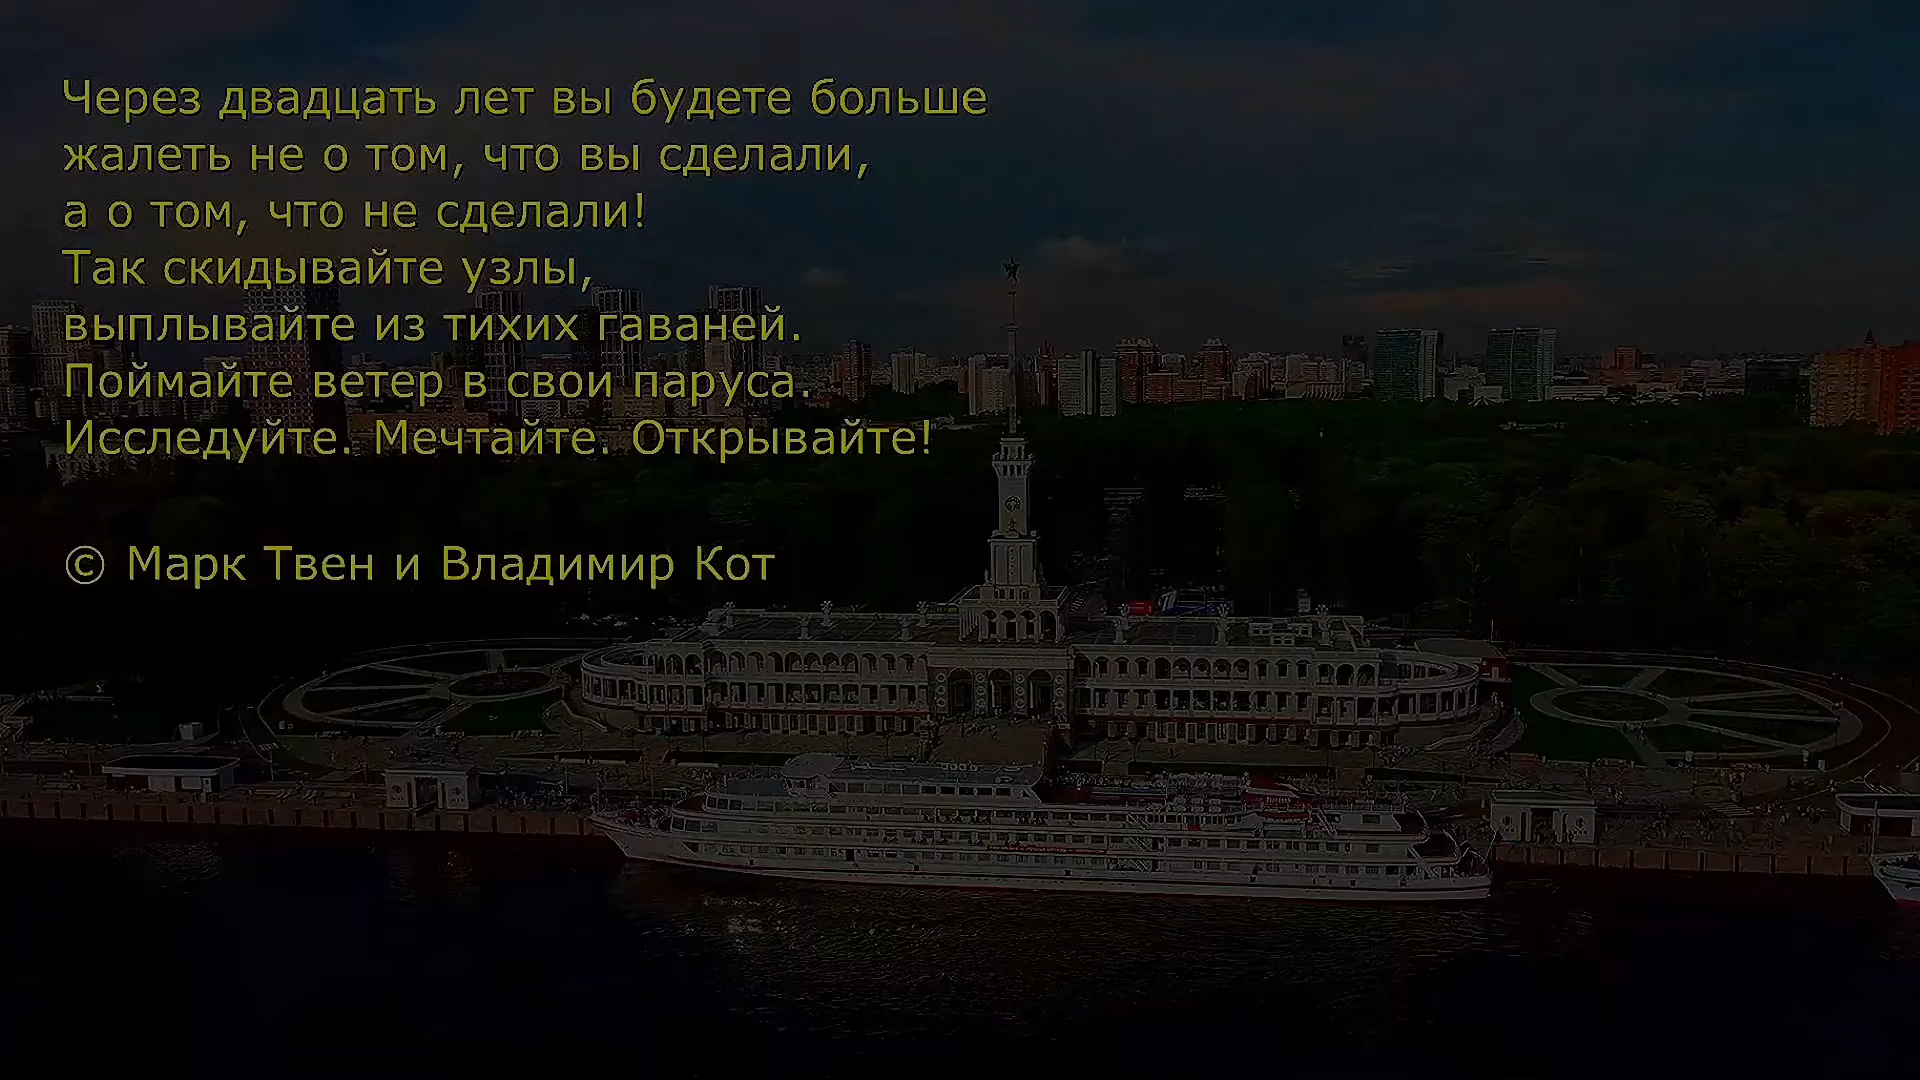 Через двадцать лет вы будете больше
жалеть не о том, что вы сделали,
а о том, что не сделали!
Так скидывайте узлы,
выплывайте из тихих гаваней.
Поймайте ветер в свои паруса.
Исследуйте. Мечтайте. Открывайте!
© Марк Твен и Владимир Кот